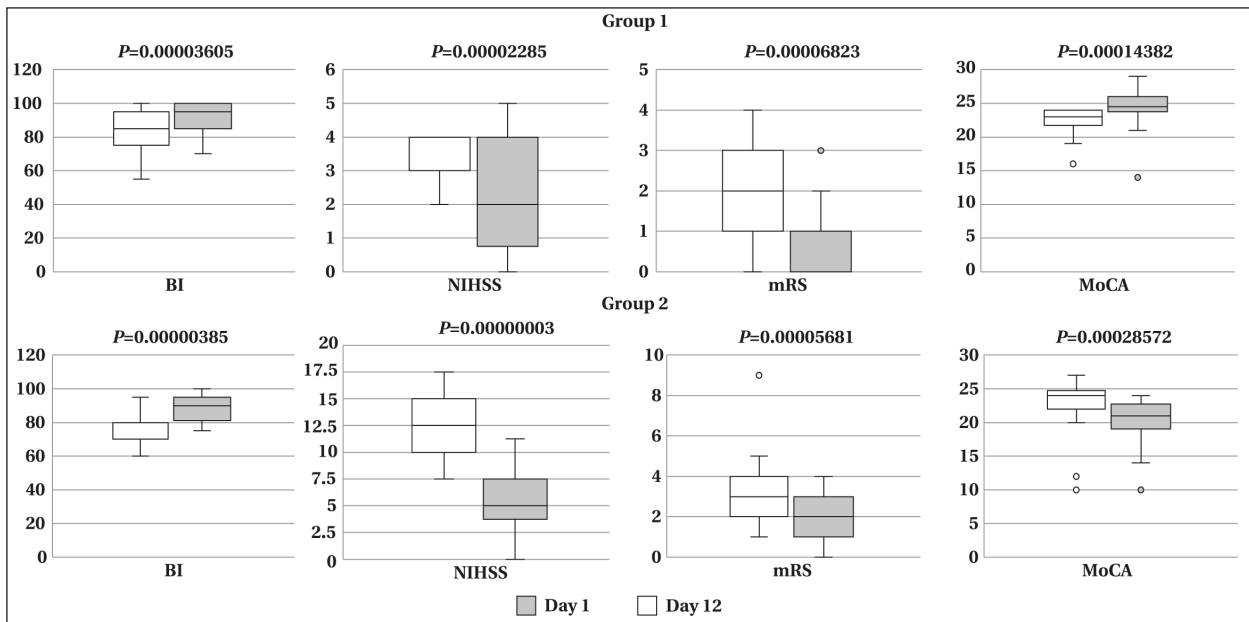 Group 1
P=0.00003605
P=0.00002285
P=0.00006823
P=0.00014382
120
100
80
60
40
20
0
BI
6
5
4
3
2
1
0
NIHSS
5
4
3
2
1
0
mRS
30
25
20
15
10
5
0
MoCA
Group 2
P=0.00000385
P=0.00000003
P=0.00005681
P=0.00028572
120
100
80
60
40
20
0
BI
20
17.5
15
12.5
10
7.5
5
2.5
0
NIHSS
10
8
6
4
2
0
mRS
30
25
20
15
10
5
0
MoCA
Day 1 Day 12